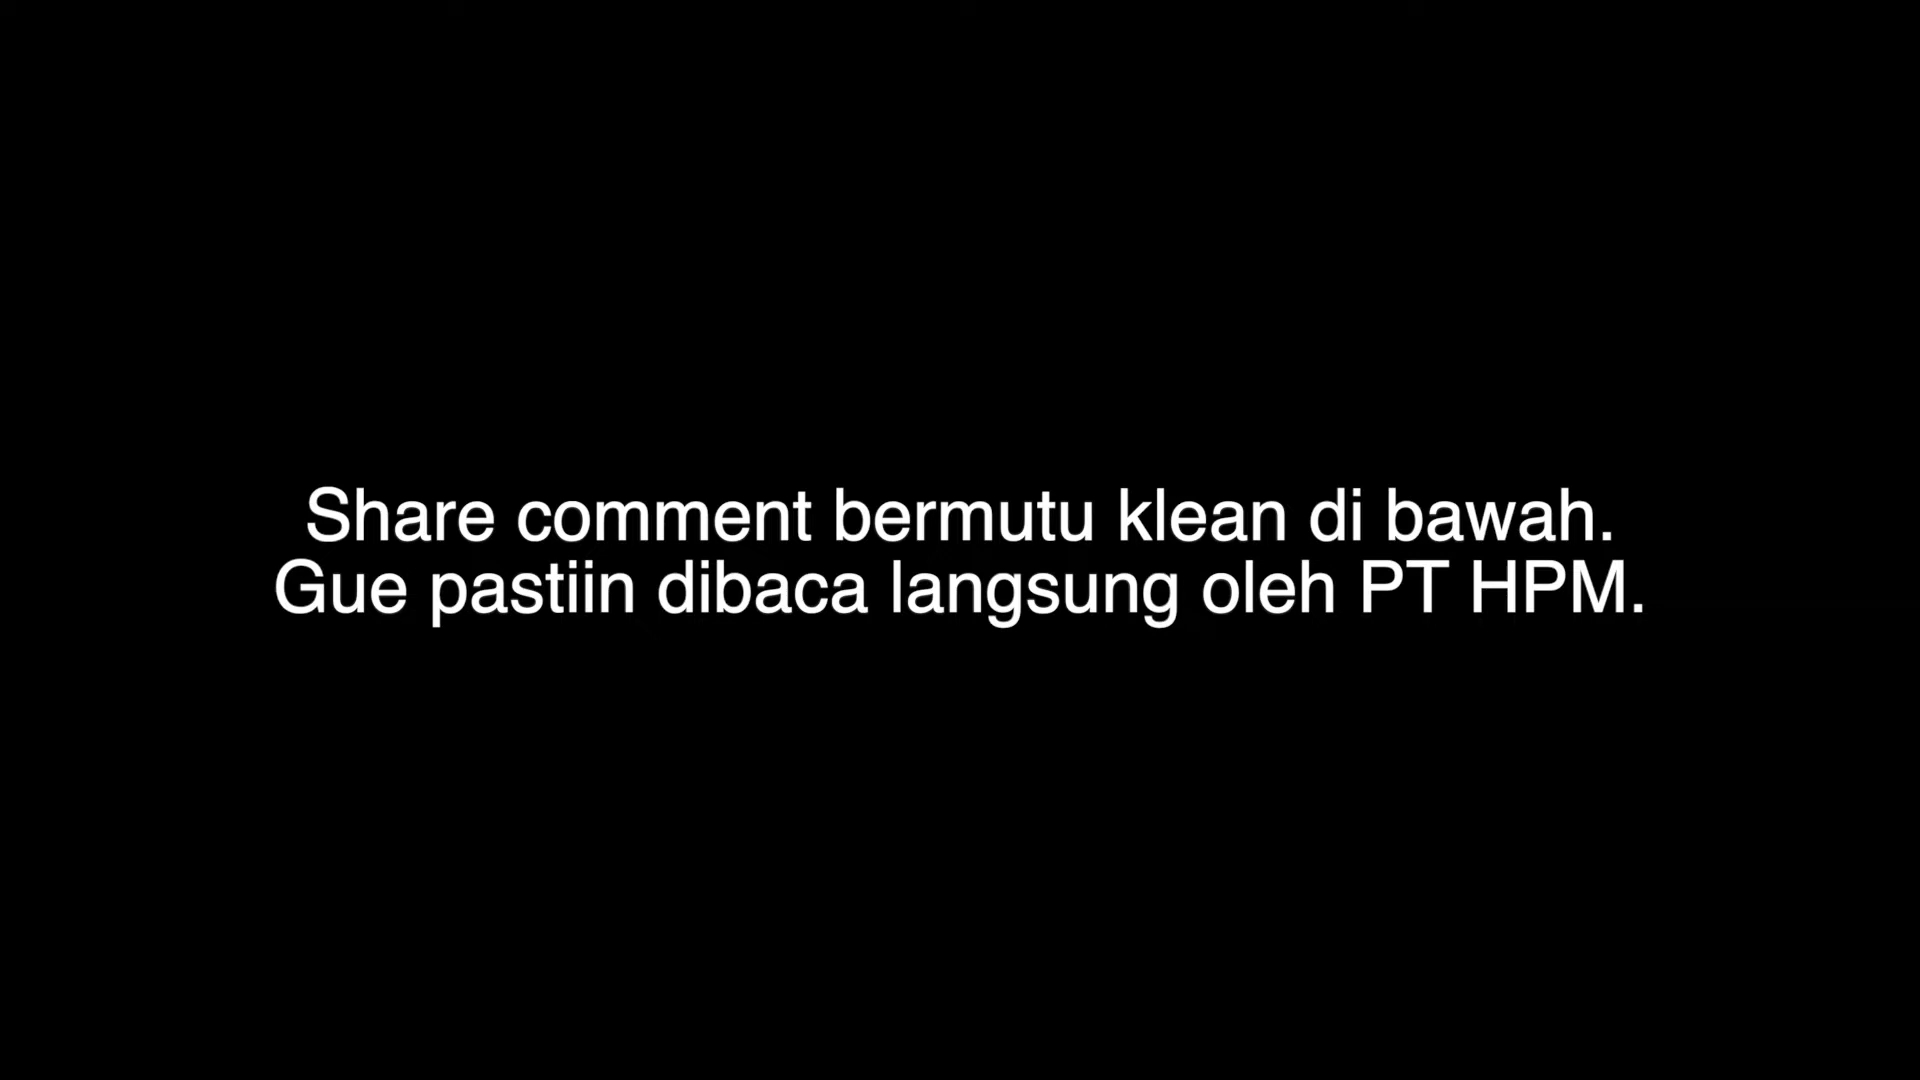 Share comment bermutu klean di bawah.
Gue pastiin dibaca langsung oleh PT HPM.